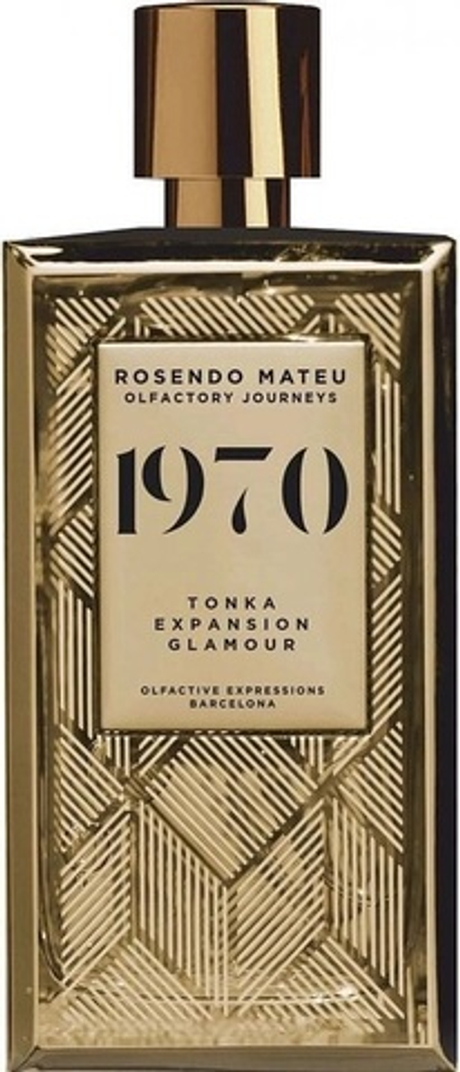 ROSENDO MATEU
OLFACTORY JOURNEYS
1970
TONKA
EXPANSION
GLAMOUR
OLFACTIVE EXPRESSIONS
BARCELONA